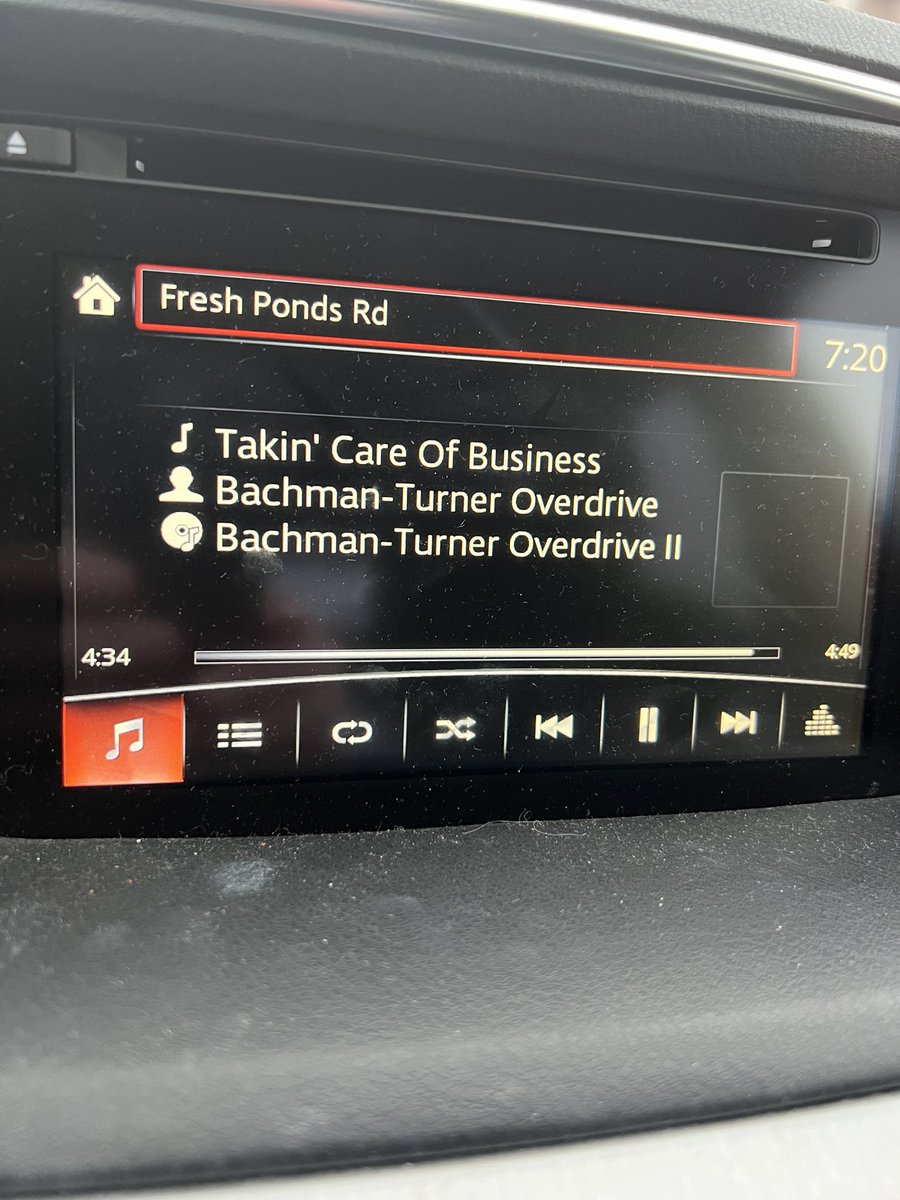 Fresh Ponds Rd
7:20
Takin' Care Of Business
Bachman-Turner Overdrive
Bachman-Turner Overdrive II
4:34
4:49